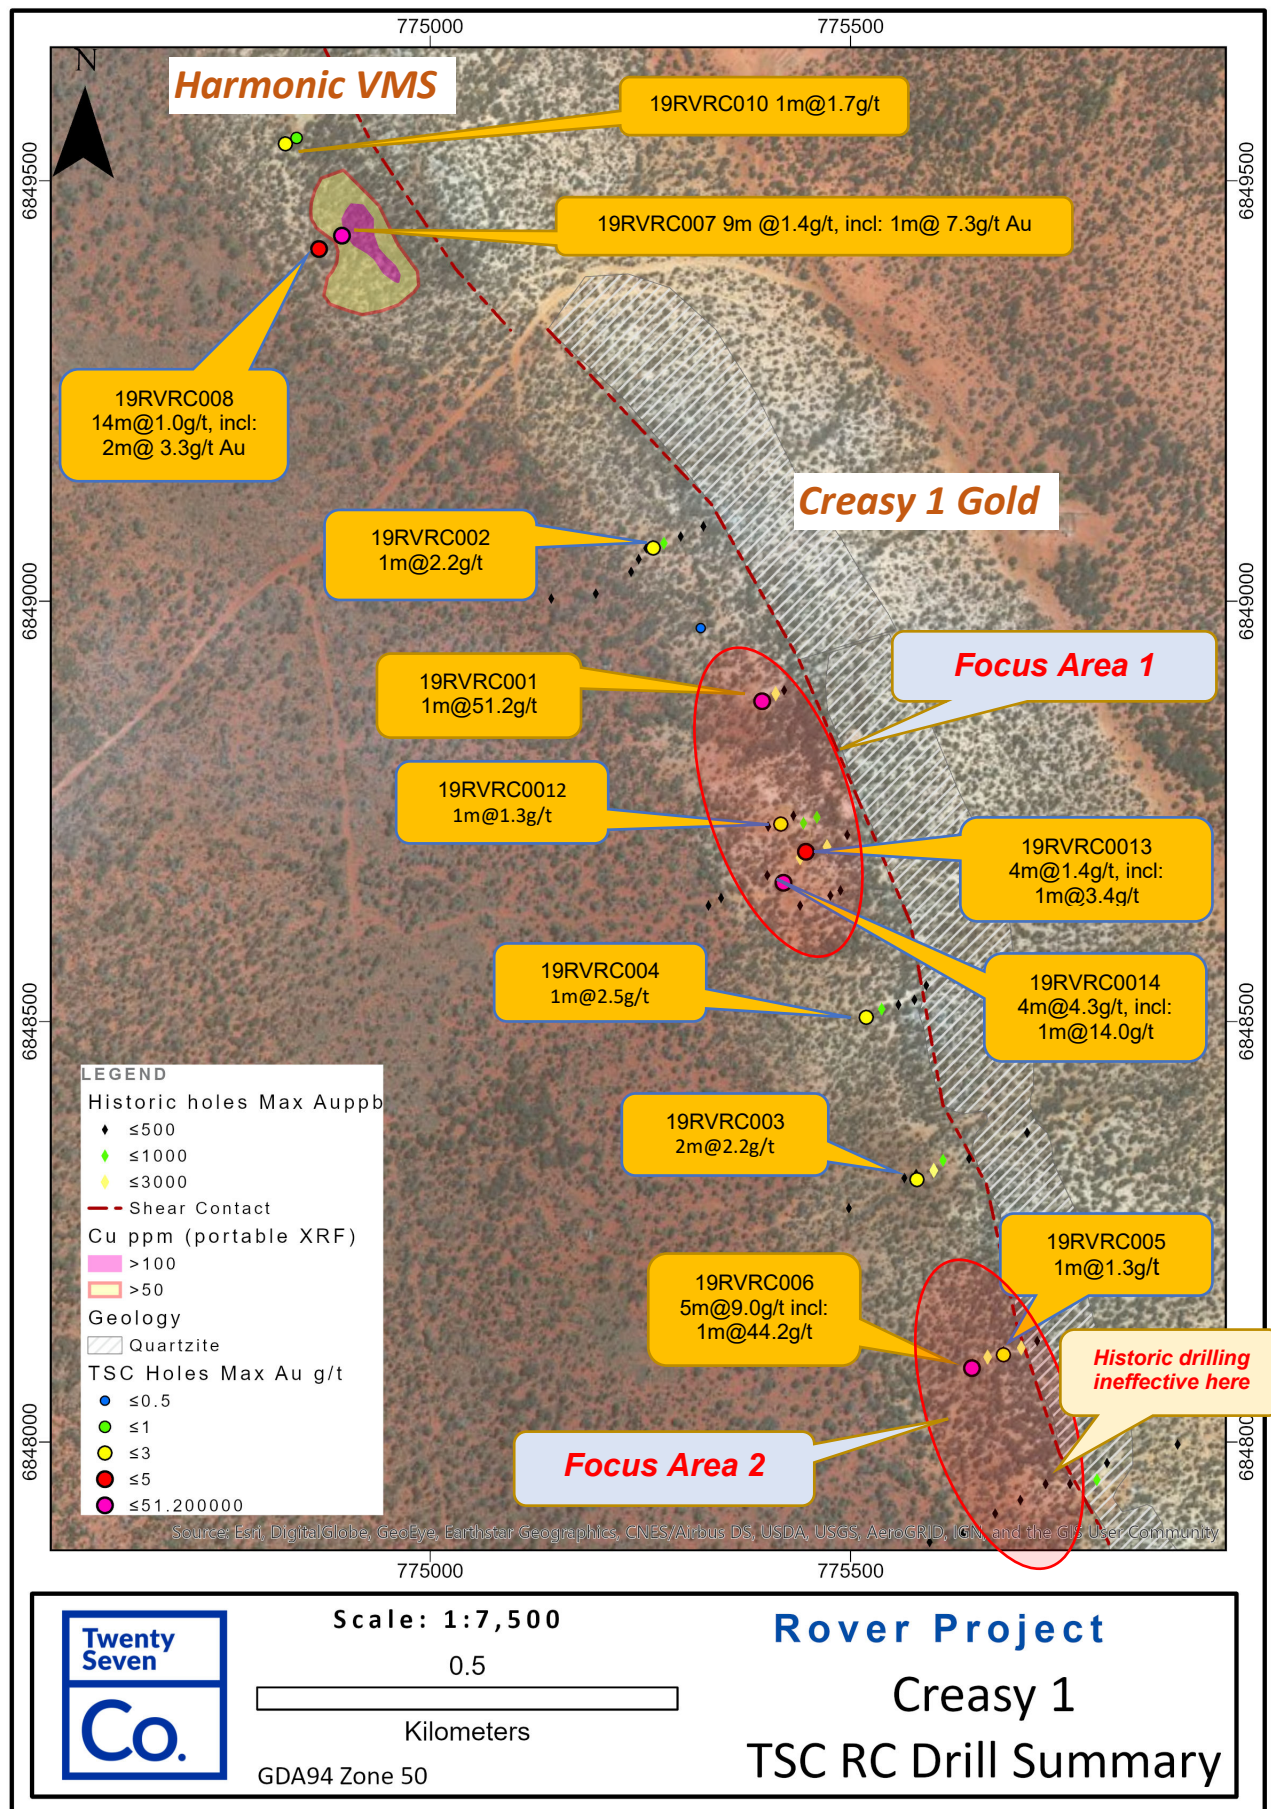 775000
775500
N
Harmonic VMS
19RVRC010 1m@1.7g/t
6849500
6849500
19RVRC007 9m @1.4g/t, incl: 1m@ 7.3g/t Au
19RVRC008
14m@1.0g/t, incl:
2m@ 3.3g/t Au
Creasy 1 Gold
19RVRC002
1m@2.2g/t
6849000
6849000
Focus Area 1
19RVRC001
1m@51.2g/t
19RVRC0012
1m@1.3g/t
19RVRC0013
4m@1.4g/t, incl:
1m@3.4g/t
19RVRC004
1m@2.5g/t
19RVRC0014
4m@4.3g/t, incl:
1m@14.0g/t
6848500
6848500
LEGEND
Historic holes Max Auppb
≤500
≤1000
≤3000
Shear Contact
Cu ppm (portable XRF)
>100
>50
Geology
Quartzite
TSC Holes Max Au g/t
≤0.5
≤1
≤3
≤5
≤51.200000
19RVRC003
2m@2.2g/t
19RVRC005
1m@1.3g/t
19RVRC006
5m@9.0g/t incl:
1m@44.2g/t
Historic drilling
ineffective here
Focus Area 2
6848000
6848000
Source: Esri, DigitalGlobe, GeoEye, Earthstar Geographics, CNES/Airbus DS, USDA, USGS, AeroGRID, IGN, and the GIS User Community
775000
775500
Twenty
Seven
Co.
Scale: 1:7,500
0.5
Kilometers
GDA94 Zone 50
Rover Project
Creasy 1
TSC RC Drill Summary